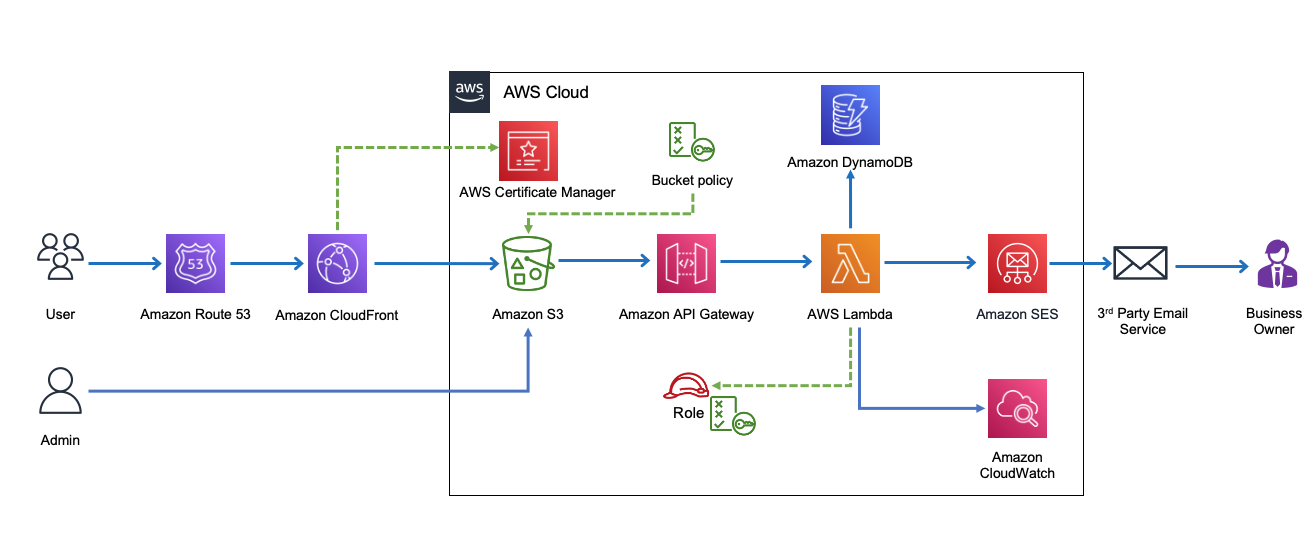 aws
AWS Cloud
AWS Certificate Manager
Bucket policy
Amazon DynamoDB
53
User
Amazon Route 53
Amazon CloudFront
Amazon S3
</>
Amazon API Gateway
AWS Lambda
Amazon SES
3rd Party Email
Service
Business
Owner
Admin
Role
Amazon
CloudWatch